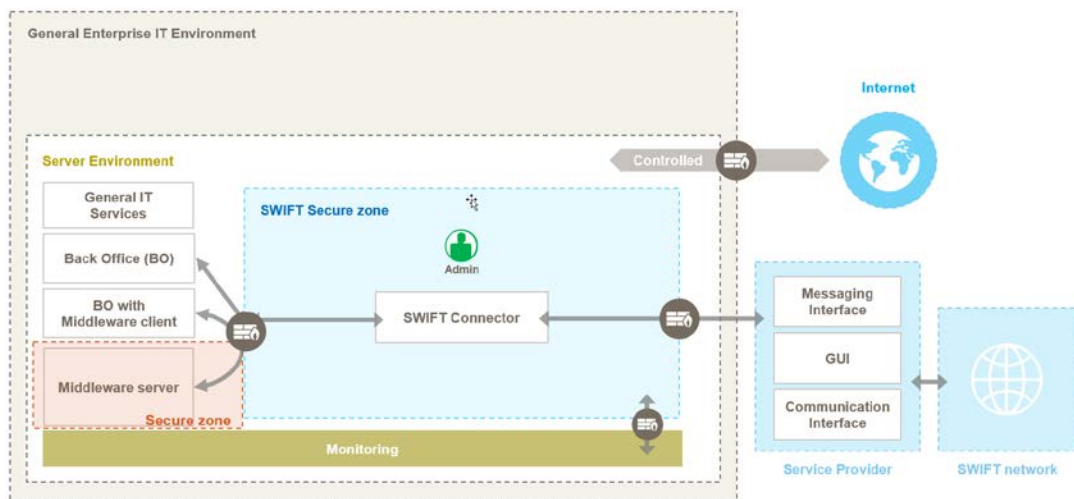 General Enterprise IT Environment
Internet
Server Environment
Controlled
General IT
Services
SWIFT Secure zone
Back Office (BO)
Admin
BO with
Middleware client
SWIFT Connector
Messaging
Interface
GUI
Middleware server
Communication
Interface
Secure zone
Monitoring
Service Provider
SWIFT network